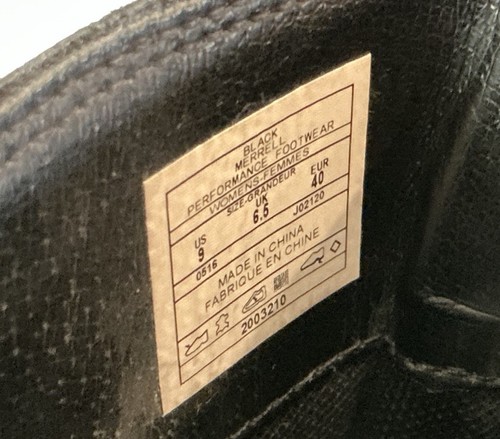 BLACK
MERRELL
PERFORMANCE FOOTWEAR
WOMENS-FEMMES
SIZE-GRANDEUR
US UK EUR
9 6.5 40
0516 J02120
MADE IN CHINA
FABRIQUE EN CHINE
2003210